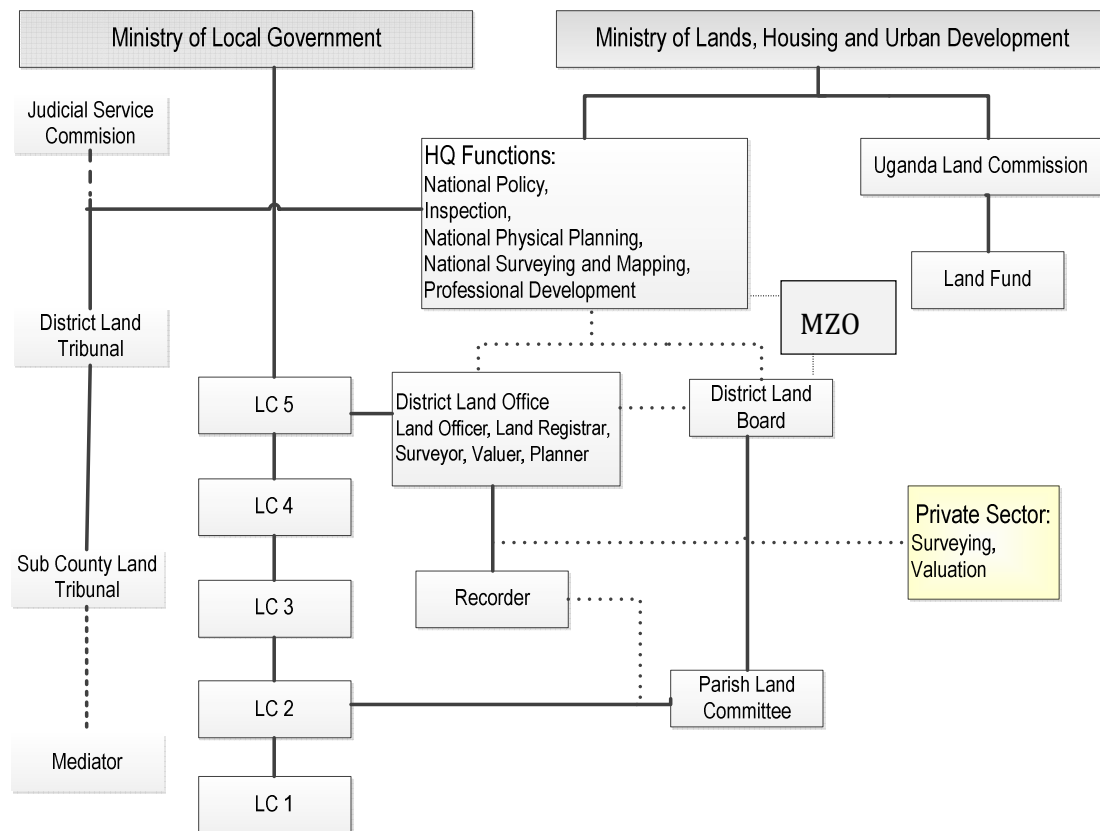 Ministry of Local Government
Ministry of Lands, Housing and Urban Development
Judicial Service
Commision
HQ Functions:
National Policy,
Inspection,
National Physical Planning,
National Surveying and Mapping,
Professional Development
Uganda Land Commission
Land Fund
MZO
District Land
Tribunal
LC 5
District Land Office
Land Officer, Land Registrar,
Surveyor, Valuer, Planner
District Land
Board
LC 4
Private Sector:
Surveying,
Valuation
Sub County Land
Tribunal
LC 3
Recorder
LC 2
Parish Land
Committee
Mediator
LC 1